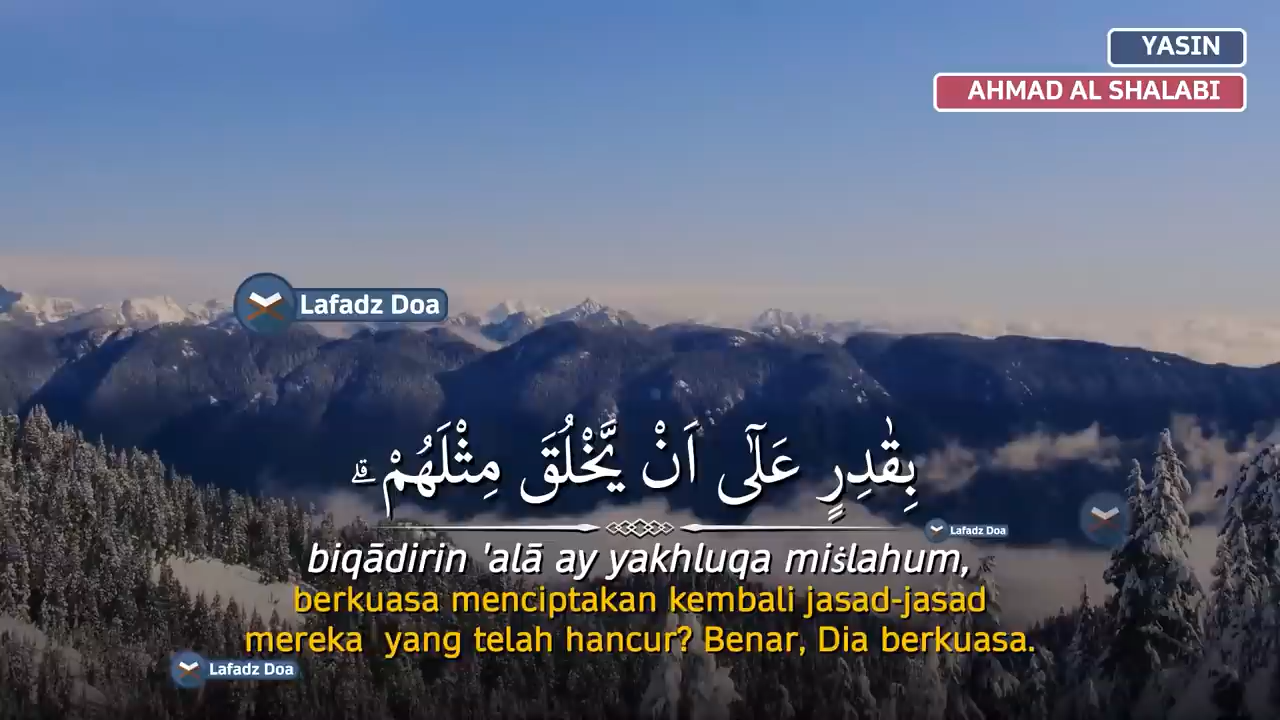 YASIN
AHMAD AL SHALABI
Lafadz Doa
بِقٰدِرٍ عَلٰٓى اَنْ يَّخْلُقَ مِثْلَهُمْ ۗ
Lafadz Doa
biqādirin 'alā ay yakhluqa miṡlahum,
berkuasa menciptakan kembali jasad-jasad
mereka yang telah hancur? Benar, Dia berkuasa.
Lafadz Doa